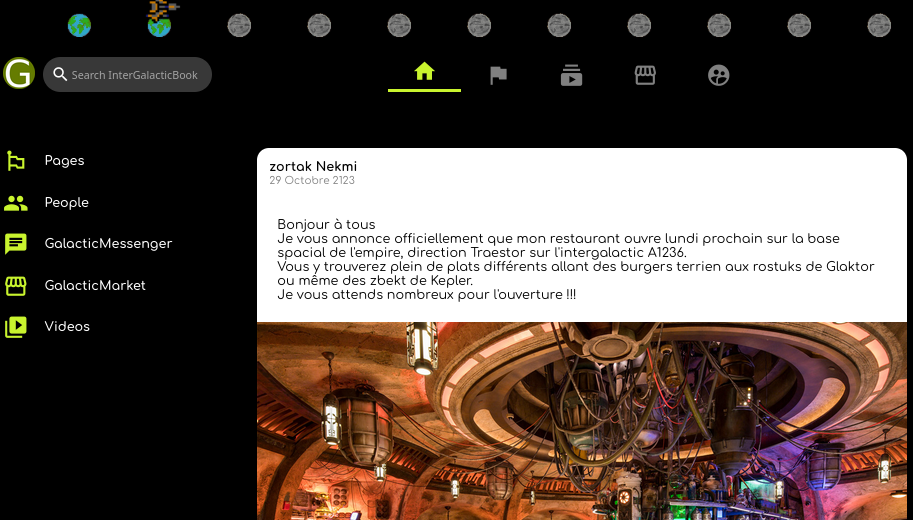 G
Search InterGalacticBook
Pages
People
GalacticMessenger
GalacticMarket
Videos
zortak Nekmi
29 Octobre 2123
Bonjour à tous
Je vous annonce officiellement que mon restaurant ouvre lundi prochain sur la base
spacial de l'empire, direction Traestor sur l'intergalactic A1236.
Vous y trouverez plein de plats différents allant des burgers terrien aux rostuks de Glaktor
ou même des zbekt de Kepler.
Je vous attends nombreux pour l'ouverture !!!